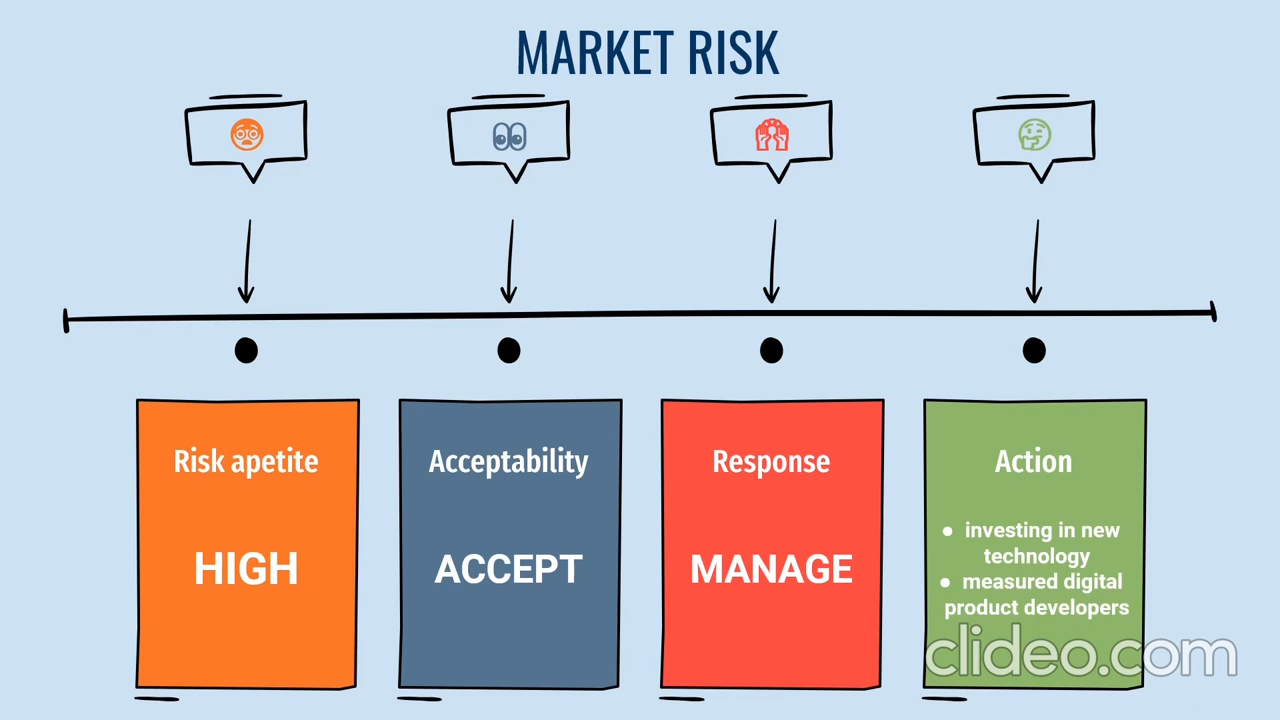 MARKET RISK
Risk apetite
Acceptability
Response
Action
HIGH
ACCEPT
MANAGE
● investing in new
technology
● measured digital
product developers
clideo.com